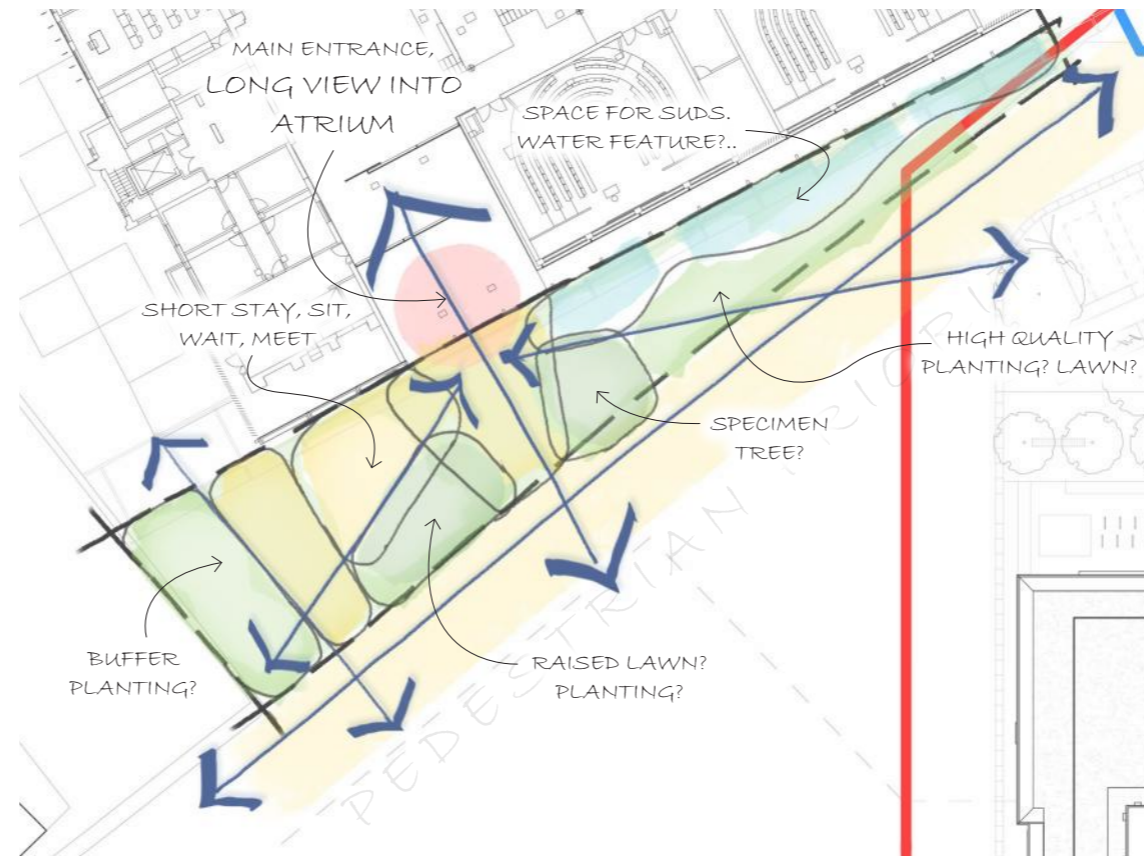 MAIN ENTRANCE,
LONG VIEW INTO
ATRIUM
SPACE FOR SUDS.
WATER FEATURE?..
SHORT STAY, SIT,
WAIT, MEET
HIGH QUALITY
PLANTING? LAWN?
SPECIMEN
TREE?
BUFFER
PLANTING?
RAISED LAWN?
PLANTING?
PEDESTRIAN PRIORITY